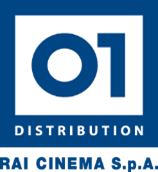 01
DISTRIBUTION
RAI CINEMA S.p.A.